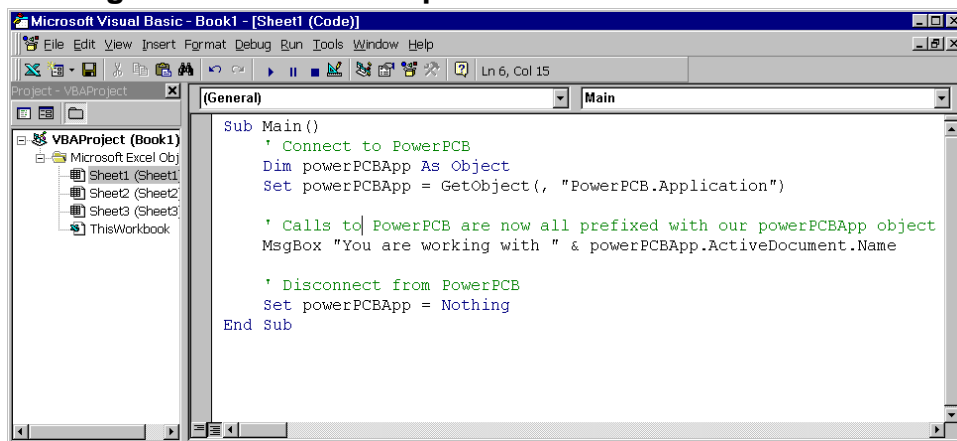 Microsoft Visual Basic - Book1 - [Sheet1 (Code)]
File Edit View Insert Format Debug Run Tools Window Help
Ln 6, Col 15
Project - VBAProject
(General)
Main
VBAProject (Book1)
Microsoft Excel Obj
Sheet1 (Sheet1
Sheet2 (Sheet2
Sheet3 (Sheet3
ThisWorkbook
Sub Main()
' Connect to PowerPCB
Dim powerPCBApp As Object
Set powerPCBApp = GetObject(, "PowerPCB.Application")
' Calls to PowerPCB are now all prefixed with our powerPCBApp object
MsgBox "You are working with " & powerPCBApp.ActiveDocument.Name
' Disconnect from PowerPCB
Set powerPCBApp = Nothing
End Sub